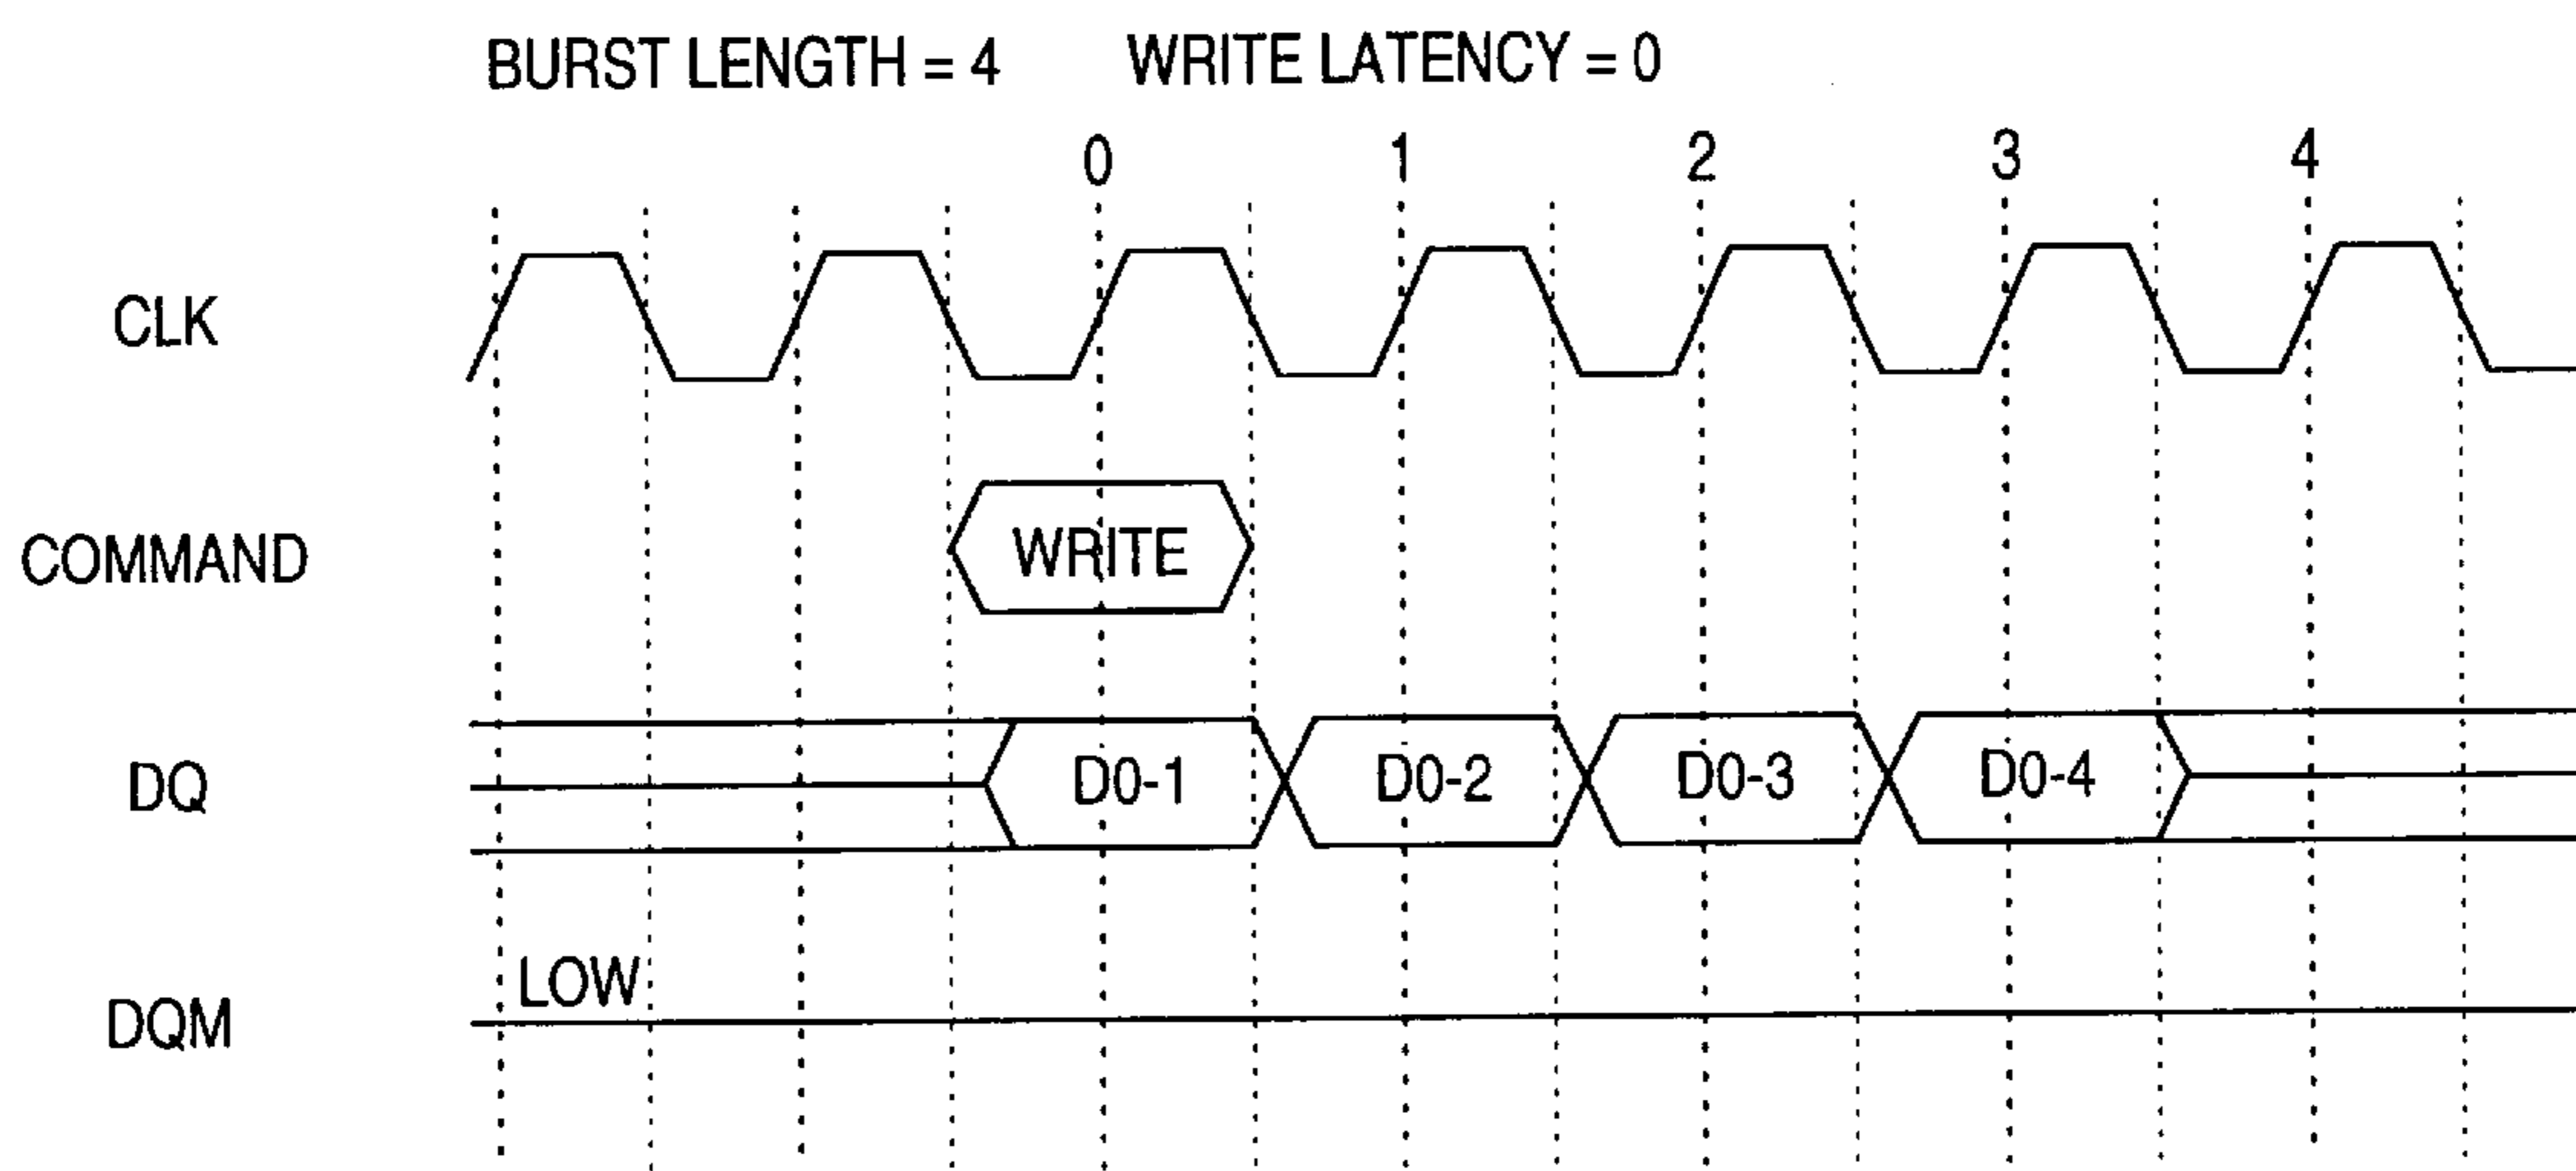 BURST LENGTH = 4 WRITE LATENCY = 0
0 1 2 3 4
CLK
COMMAND WRITE
DQ D0-1 D0-2 D0-3 D0-4
DQM LOW